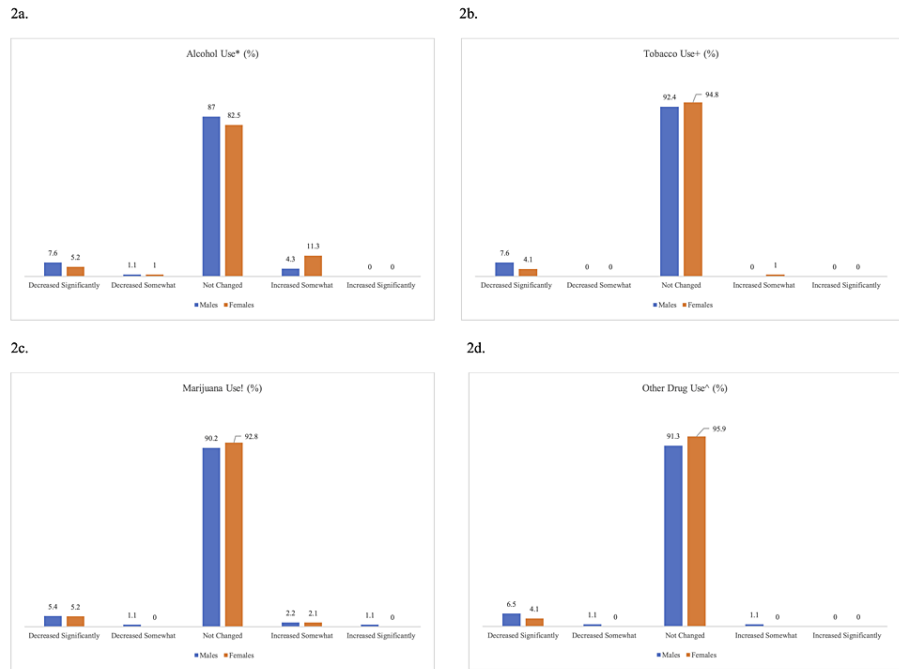 2a.
2b.
Alcohol Use* (%)
87
82.5
7.6
5.2
1.1
1
4.3
11.3
0
0
Decreased Significantly
Decreased Somewhat
Not Changed
Increased Somewhat
Increased Significantly
Males Females
Tobacco Use+ (%)
92.4
94.8
7.6
4.1
0
0
0
1
0
0
Decreased Significantly
Decreased Somewhat
Not Changed
Increased Somewhat
Increased Significantly
Males Females
2c.
2d.
Marijuana Use! (%)
90.2
92.8
5.4
5.2
1.1
0
2.2
2.1
1.1
0
Decreased Significantly
Decreased Somewhat
Not Changed
Increased Somewhat
Increased Significantly
Males Females
Other Drug Use^ (%)
91.3
95.9
6.5
4.1
1.1
0
1.1
0
0
0
Decreased Significantly
Decreased Somewhat
Not Changed
Increased Somewhat
Increased Significantly
Males Females